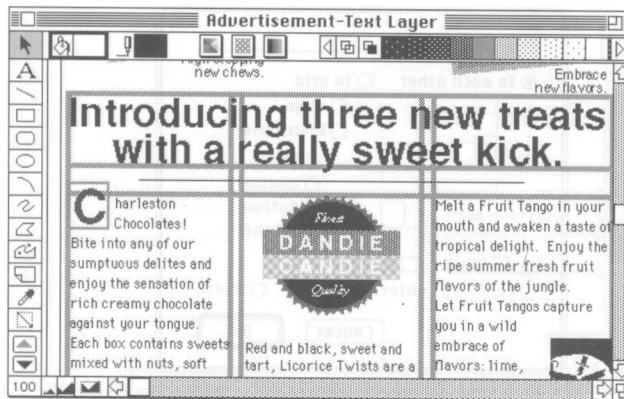 Advertisement-Text Layer
A
new chews.
Embrace
new flavors.
Introducing three new treats
with a really sweet kick.
Charleston
Chocolates!
Bite into any of our
sumptuous delites and
enjoy the sensation of
rich creamy chocolate
against your tongue.
Each box contains sweets
mixed with nuts, soft
Finest
DANDIE
CANDIE
Quality
Red and black, sweet and
tart, Licorice Twists are a
Melt a Fruit Tango in your
mouth and awaken a taste of
tropical delight. Enjoy the
ripe summer fresh fruit
flavors of the jungle.
Let Fruit Tangos capture
you in a wild
embrace of
flavors: lime,
100